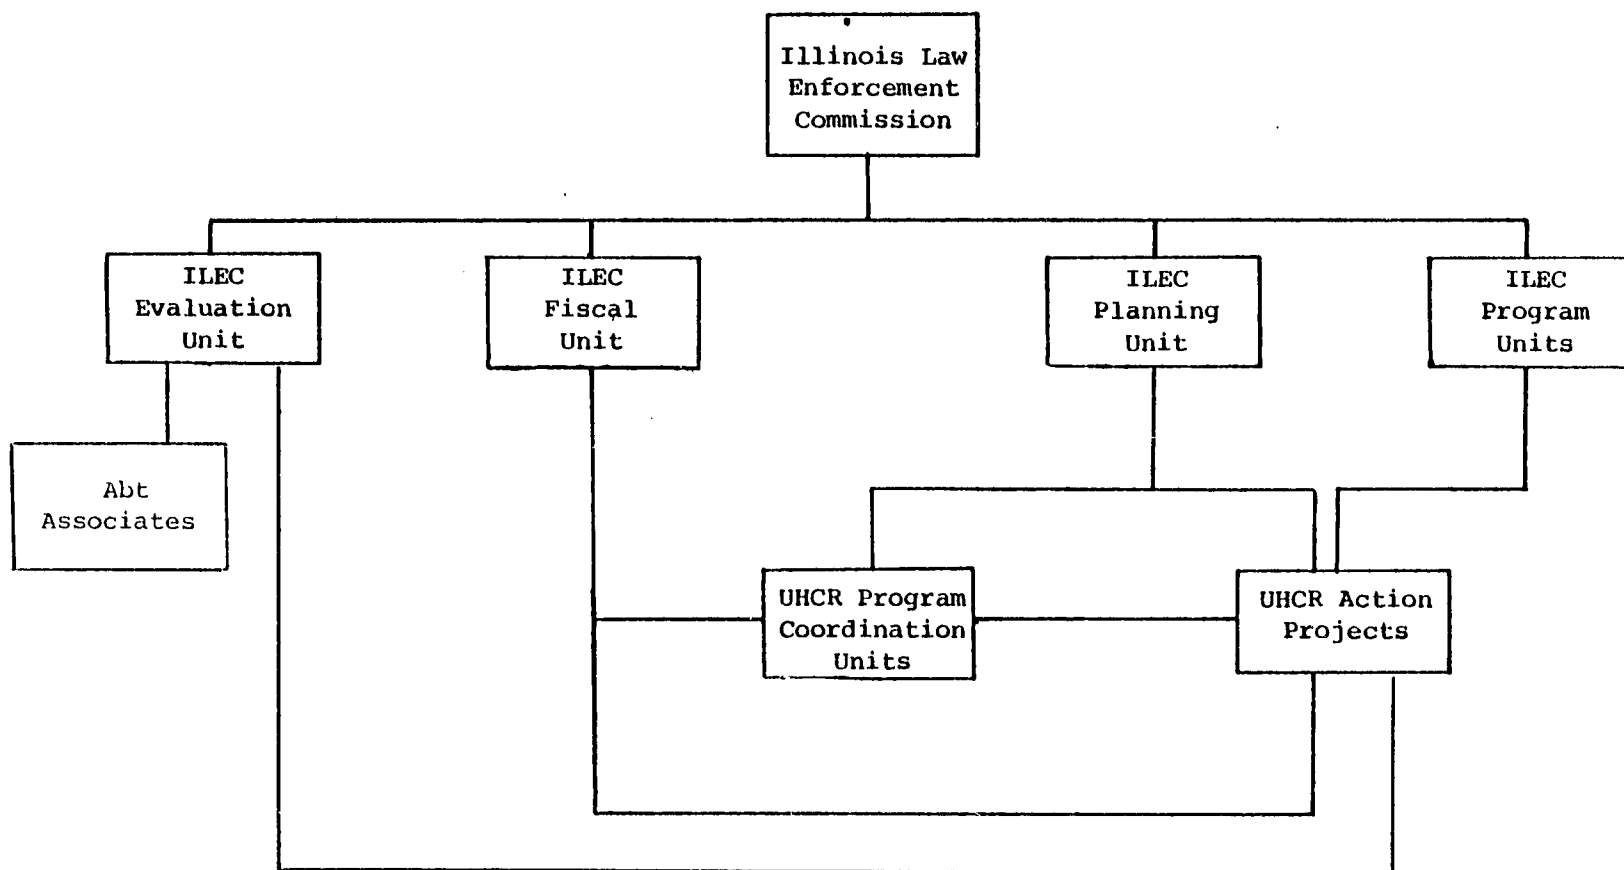 Illinois Law
Enforcement
Commission
ILEC
Evaluation
Unit
ILEC
Fiscal
Unit
ILEC
Planning
Unit
ILEC
Program
Units
Abt
Associates
UHCR Program
Coordination
Units
UHCR Action
Projects